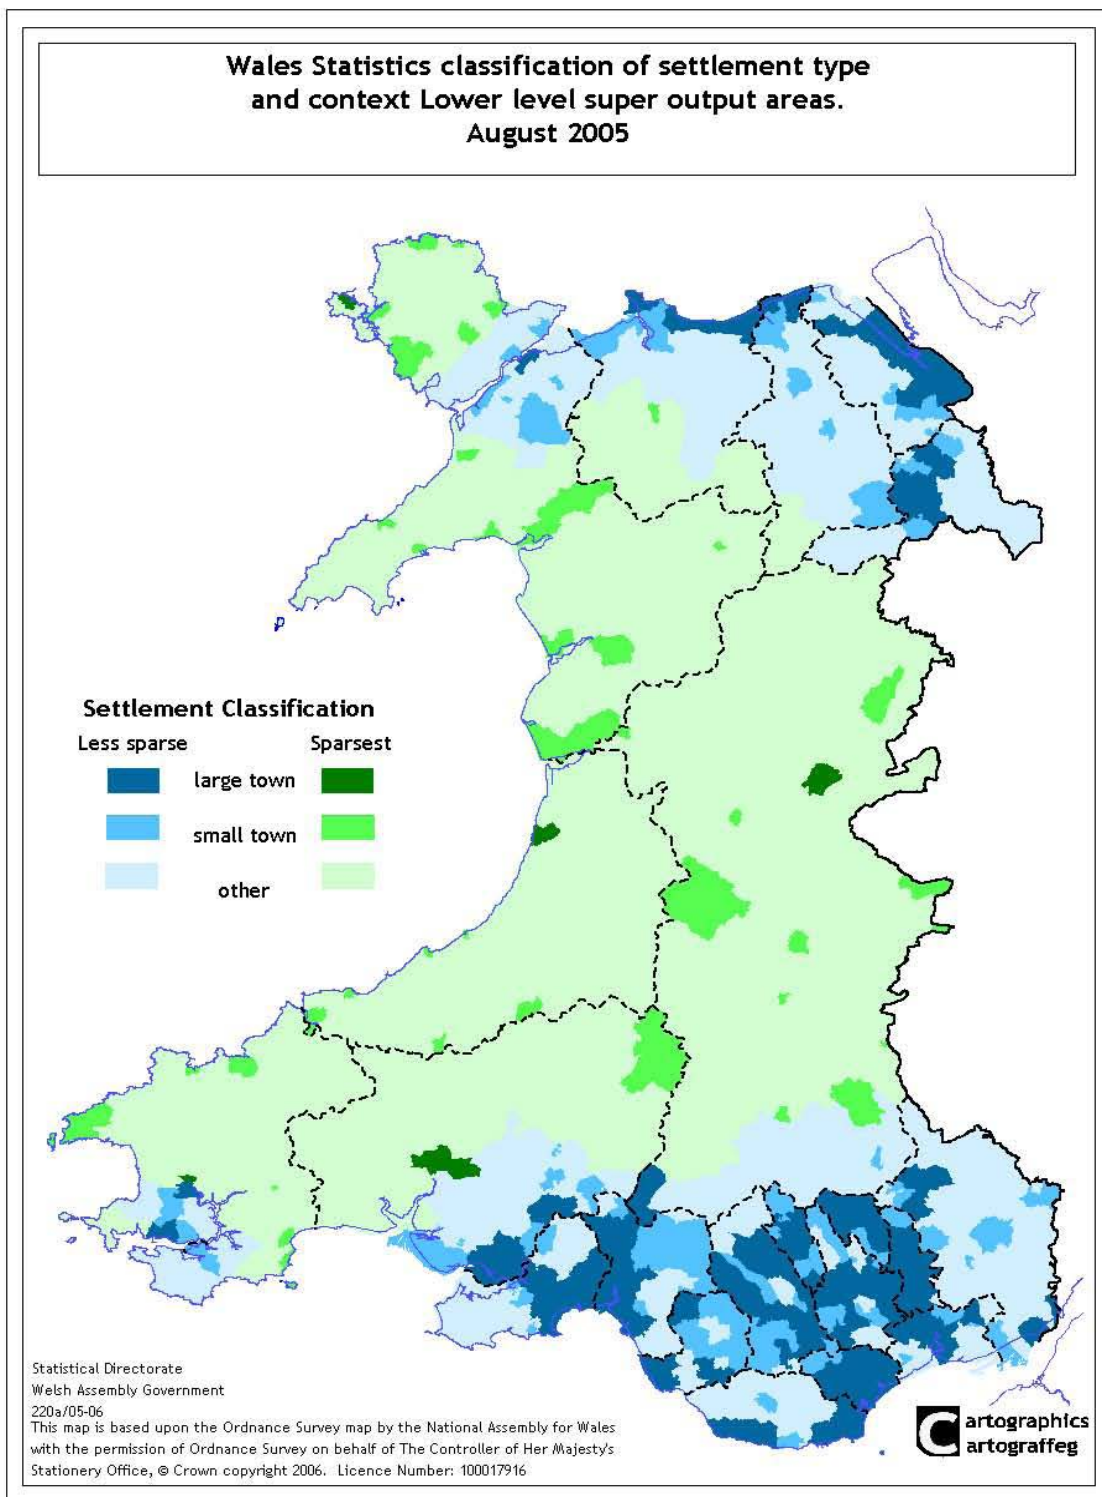 Wales Statistics classification of settlement type
and context Lower level super output areas.
August 2005
Settlement Classification
Less sparse
Sparsest
large town
small town
other
Statistical Directorate
Welsh Assembly Government
220a/05-06
This map is based upon the Ordnance Survey map by the National Assembly for Wales
with the permission of Ordnance Survey on behalf of The Controller of Her Majesty's
Stationery Office, © Crown copyright 2006. Licence Number: 100017916
C artographics
artograffeg